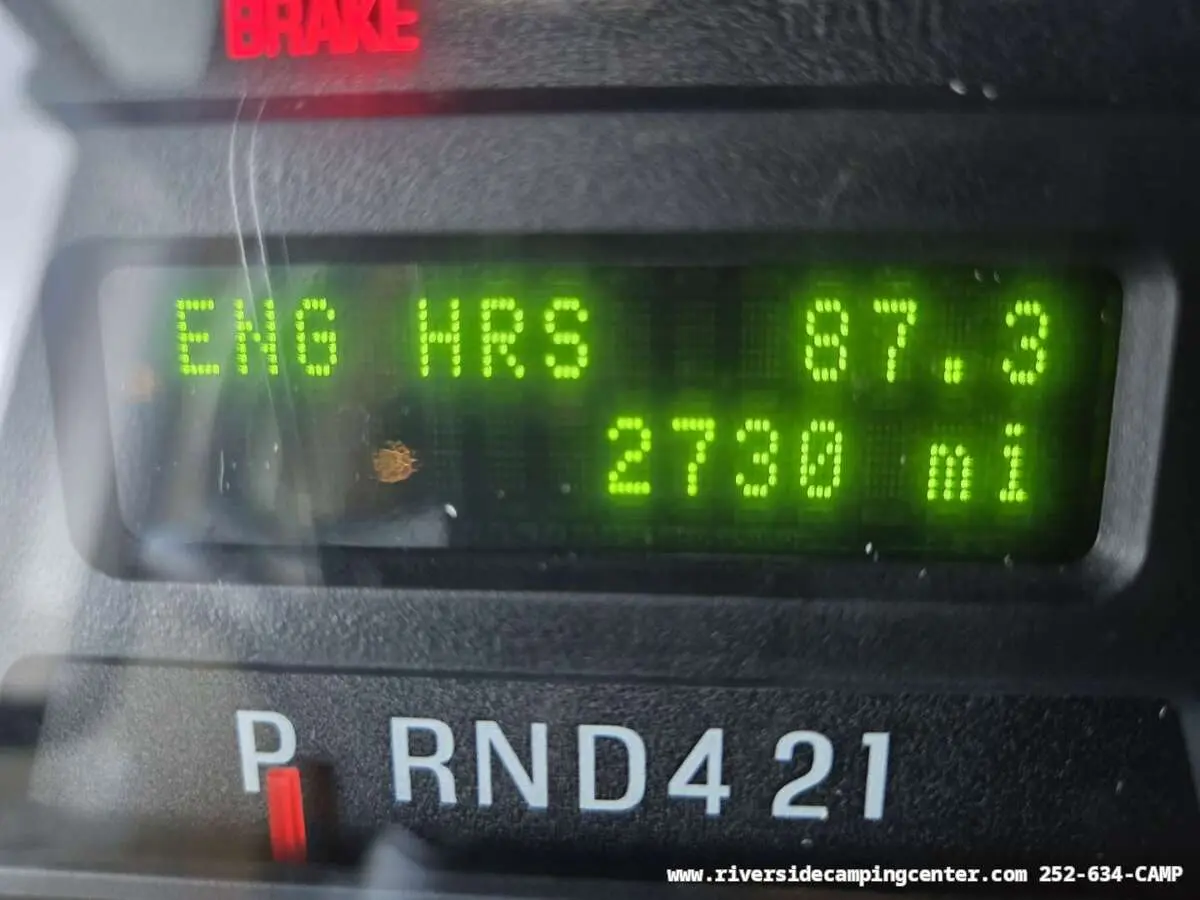 BRAKE
ENG HRS 87.3
2730 mi
P RND421
www.riversidecampingcenter.com 252-634-CAMP